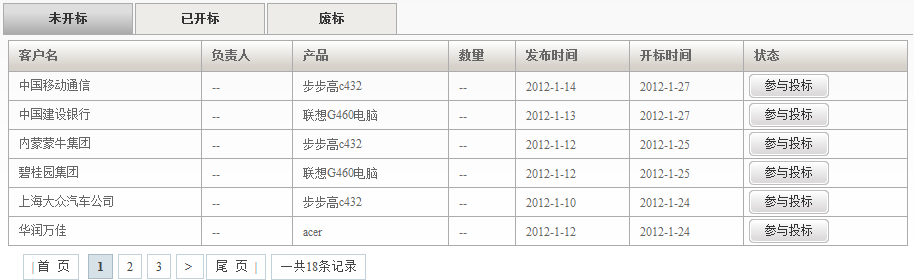 未开标 已开标 废标
客户名 负责人 产品 数量 发布时间 开标时间 状态
中国移动通信 -- 步步高c432 -- 2012-1-14 2012-1-27 参与投标
中国建设银行 -- 联想G460电脑 -- 2012-1-13 2012-1-27 参与投标
内蒙蒙牛集团 -- 步步高c432 -- 2012-1-12 2012-1-25 参与投标
碧桂园集团 -- 联想G460电脑 -- 2012-1-12 2012-1-25 参与投标
上海大众汽车公司 -- 步步高c432 -- 2012-1-10 2012-1-24 参与投标
华润万佳 -- acer -- 2012-1-12 2012-1-24 参与投标
|首 页 1 2 3 > 尾 页 | 一共18条记录